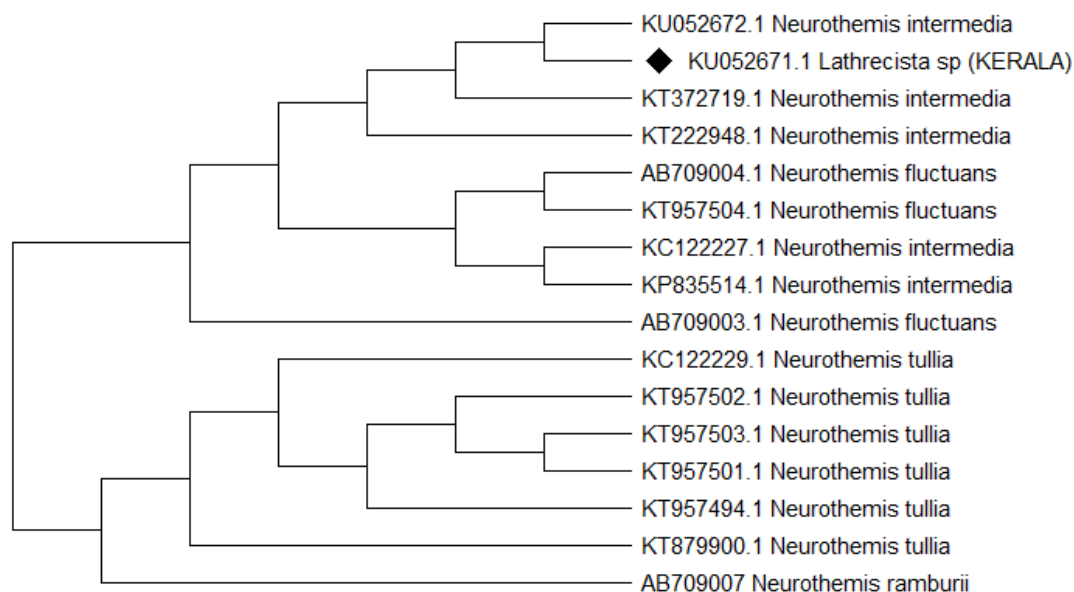 KU052672.1 Neurothemis intermedia
KU052671.1 Lathrecista sp (KERALA)
KT372719.1 Neurothemis intermedia
KT222948.1 Neurothemis intermedia
AB709004.1 Neurothemis fluctuans
KT957504.1 Neurothemis fluctuans
KC122227.1 Neurothemis intermedia
KP835514.1 Neurothemis intermedia
AB709003.1 Neurothemis fluctuans
KC122229.1 Neurothemis tullia
KT957502.1 Neurothemis tullia
KT957503.1 Neurothemis tullia
KT957501.1 Neurothemis tullia
KT957494.1 Neurothemis tullia
KT879900.1 Neurothemis tullia
AB709007 Neurothemis ramburii